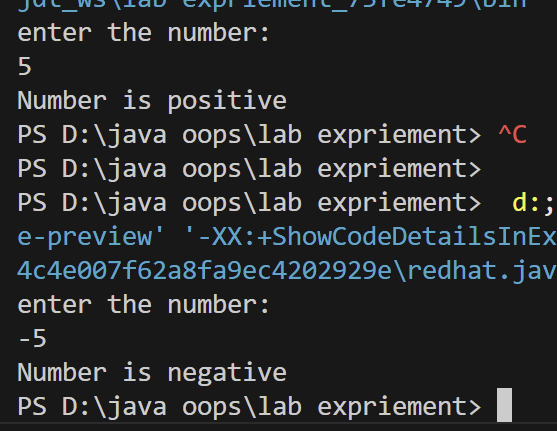 jdt_ws\lab expriement_75fe4749\bin
enter the number:
5
Number is positive
PS D:\java oops\lab expriement> ^C
PS D:\java oops\lab expriement>
PS D:\java oops\lab expriement>  d:;
e-preview' '-XX:+ShowCodeDetailsInEx
4c4e007f62a8fa9ec4202929e\redhat.jav
enter the number:
-5
Number is negative
PS D:\java oops\lab expriement>